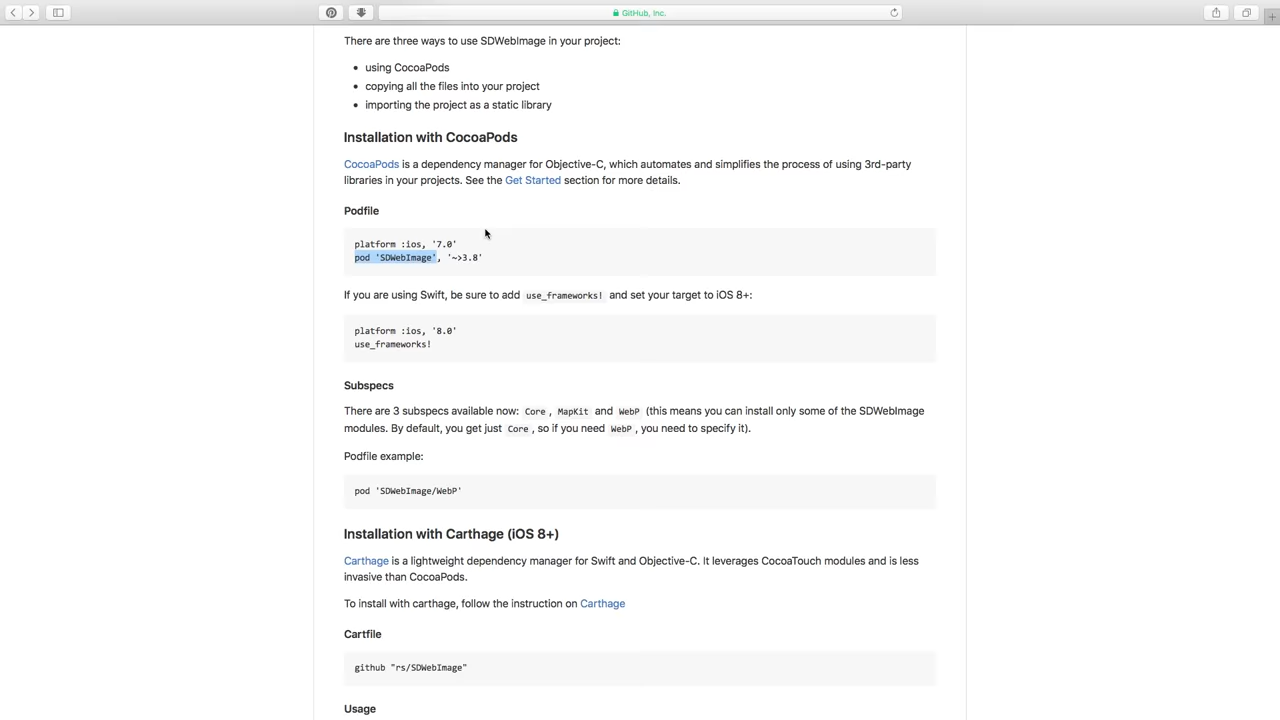 GitHub, Inc.
There are three ways to use SDWebImage in your project:
using CocoaPods
copying all the files into your project
importing the project as a static library
Installation with CocoaPods
CocoaPods is a dependency manager for Objective-C, which automates and simplifies the process of using 3rd-party
libraries in your projects. See the Get Started section for more details.
Podfile
platform :ios, '7.0'
pod 'SDWebImage', '~>3.8'
If you are using Swift, be sure to add use_frameworks! and set your target to iOS 8+:
platform :ios, '8.0'
use_frameworks!
Subspecs
There are 3 subspecs available now: Core, MapKit and WebP (this means you can install only some of the SDWebImage
modules. By default, you get just Core, so if you need WebP, you need to specify it).
Podfile example:
pod 'SDWebImage/WebP'
Installation with Carthage (iOS 8+)
Carthage is a lightweight dependency manager for Swift and Objective-C. It leverages CocoaTouch modules and is less
invasive than CocoaPods.
To install with carthage, follow the instruction on Carthage
Cartfile
github "rs/SDWebImage"
Usage